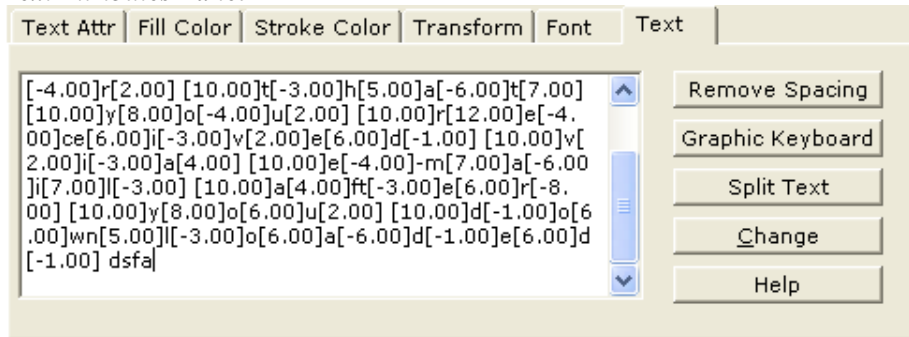 Text Attr Fill Color Stroke Color Transform Font Text
[-4.00]r[2.00] [10.00]t[-3.00]h[5.00]a[-6.00]t[7.00]
[10.00]y[8.00]o[-4.00]u[2.00] [10.00]r[12.00]e[-4.
00]ce[6.00]i[-3.00]v[2.00]e[6.00]d[-1.00] [10.00]v[
2.00]i[-3.00]a[4.00] [10.00]e[-4.00]-m[7.00]a[-6.00
]i[7.00]l[-3.00] [10.00]a[4.00]ft[-3.00]e[6.00]r[-8.
00] [10.00]y[8.00]o[6.00]u[2.00] [10.00]d[-1.00]o[6
.00]wn[5.00]l[-3.00]o[6.00]a[-6.00]d[-1.00]e[6.00]d
[-1.00] dsfa
Remove Spacing
Graphic Keyboard
Split Text
Change
Help